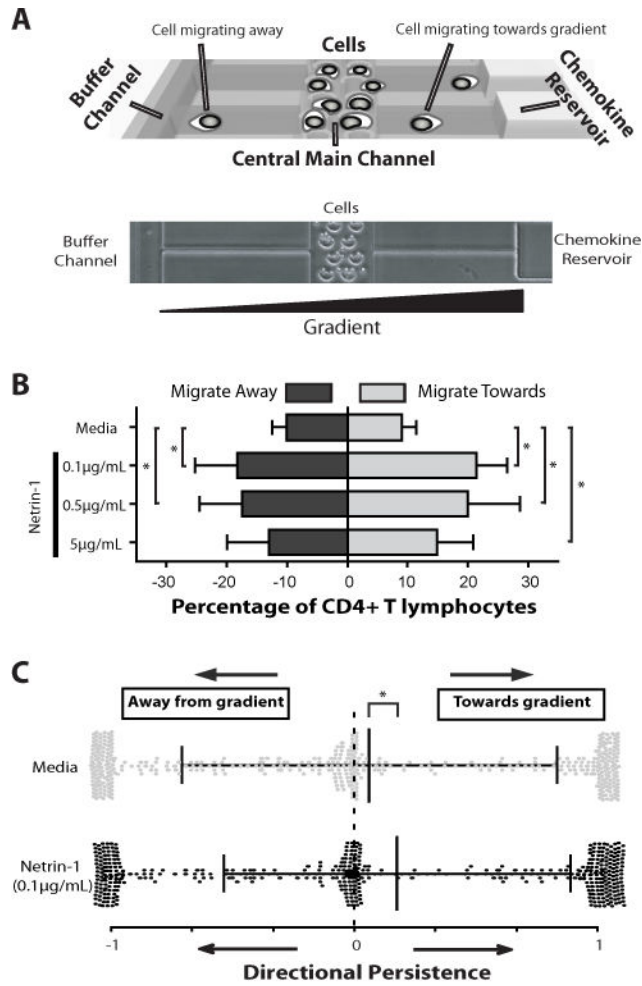 A
Cell migrating away
Cells
Cell migrating towards gradient
Buffer
Channel
Chemokine
Reservoir
Central Main Channel
Cells
Buffer
Channel
Chemokine
Reservoir
Gradient
B
Migrate Away
Migrate Towards
Media
0.1µg/mL
0.5µg/mL
5µg/mL
Netrin-1
*
*
*
*
*
-30 -20 -10 0 10 20 30
Percentage of CD4+ T lymphocytes
C
Away from gradient
*
Towards gradient
Media
Netrin-1
(0.1µg/mL)
-1 0 1
Directional Persistence